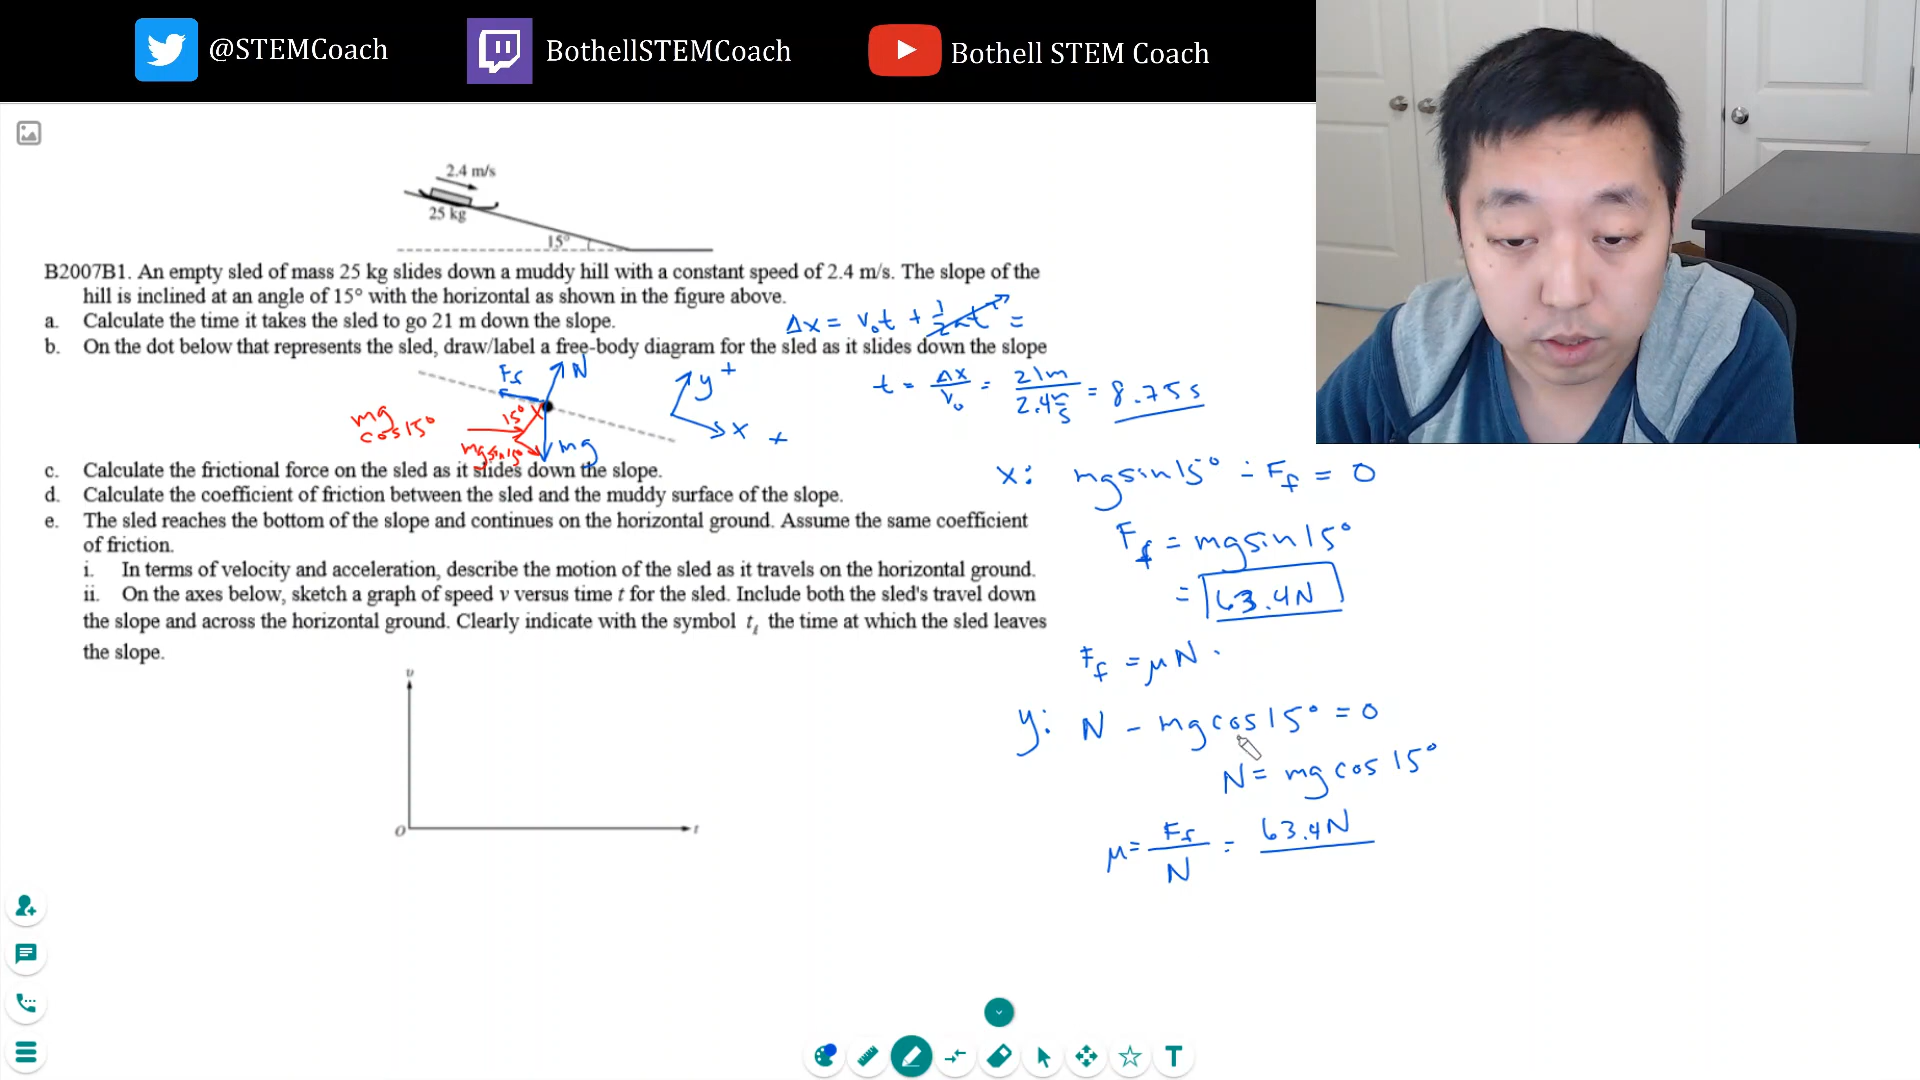 @STEMCoach
BothellSTEMCoach
Bothell STEM Coach
2.4 m/s
25 kg
15°
B2007B1. An empty sled of mass 25 kg slides down a muddy hill with a constant speed of 2.4 m/s. The slope of the
hill is inclined at an angle of 15° with the horizontal as shown in the figure above.
a. Calculate the time it takes the sled to go 21 m down the slope.
Δx = v₀t + 1/2 at² =
b. On the dot below that represents the sled, draw/label a free-body diagram for the sled as it slides down the slope
t = Δx/v₀ = 21m / 2.4 m/s = 8.75 s
Ff
N
y +
x +
mg
cos15°
15°
mg sin15°
mg
c. Calculate the frictional force on the sled as it slides down the slope.
d. Calculate the coefficient of friction between the sled and the muddy surface of the slope.
e. The sled reaches the bottom of the slope and continues on the horizontal ground. Assume the same coefficient
of friction.
i. In terms of velocity and acceleration, describe the motion of the sled as it travels on the horizontal ground.
ii. On the axes below, sketch a graph of speed v versus time t for the sled. Include both the sled's travel down
the slope and across the horizontal ground. Clearly indicate with the symbol tₗ the time at which the sled leaves
the slope.
v
O
t
x: mg sin15° - Ff = 0
Ff = mg sin15°
= 63.4N
Ff = μN
y: N - mg cos15° = 0
N = mg cos 15°
μ = Ff/N = 63.4N
T